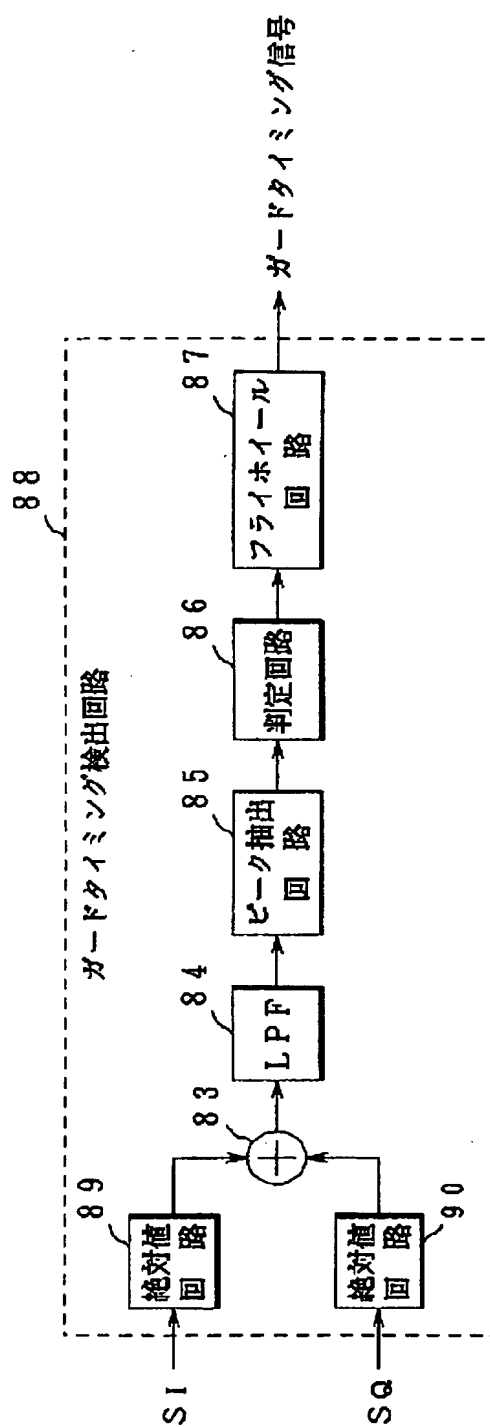 88
ガードタイミング検出回路
SI
89
絶対値
回路
SQ
90
絶対値
回路
83
84
LPF
85
ピーク抽出
回路
86
判定回路
87
フライホイール
回路
ガードタイミング信号